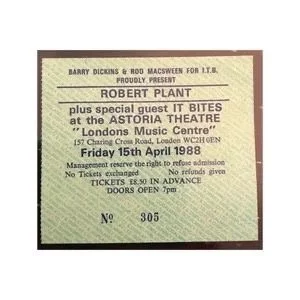 BARRY DICKINS & ROD MACSWEEN FOR I.T.B.
PROUDLY PRESENT
ROBERT PLANT
plus special guest IT BITES
at the ASTORIA THEATRE
"Londons Music Centre"
157 Charing Cross Road, London WC2H 0EN
Friday 15th April 1988
Management reserve the right to refuse admission
No Tickets exchanged No refunds given
TICKETS £8.50 IN ADVANCE
DOORS OPEN 7pm
No 305